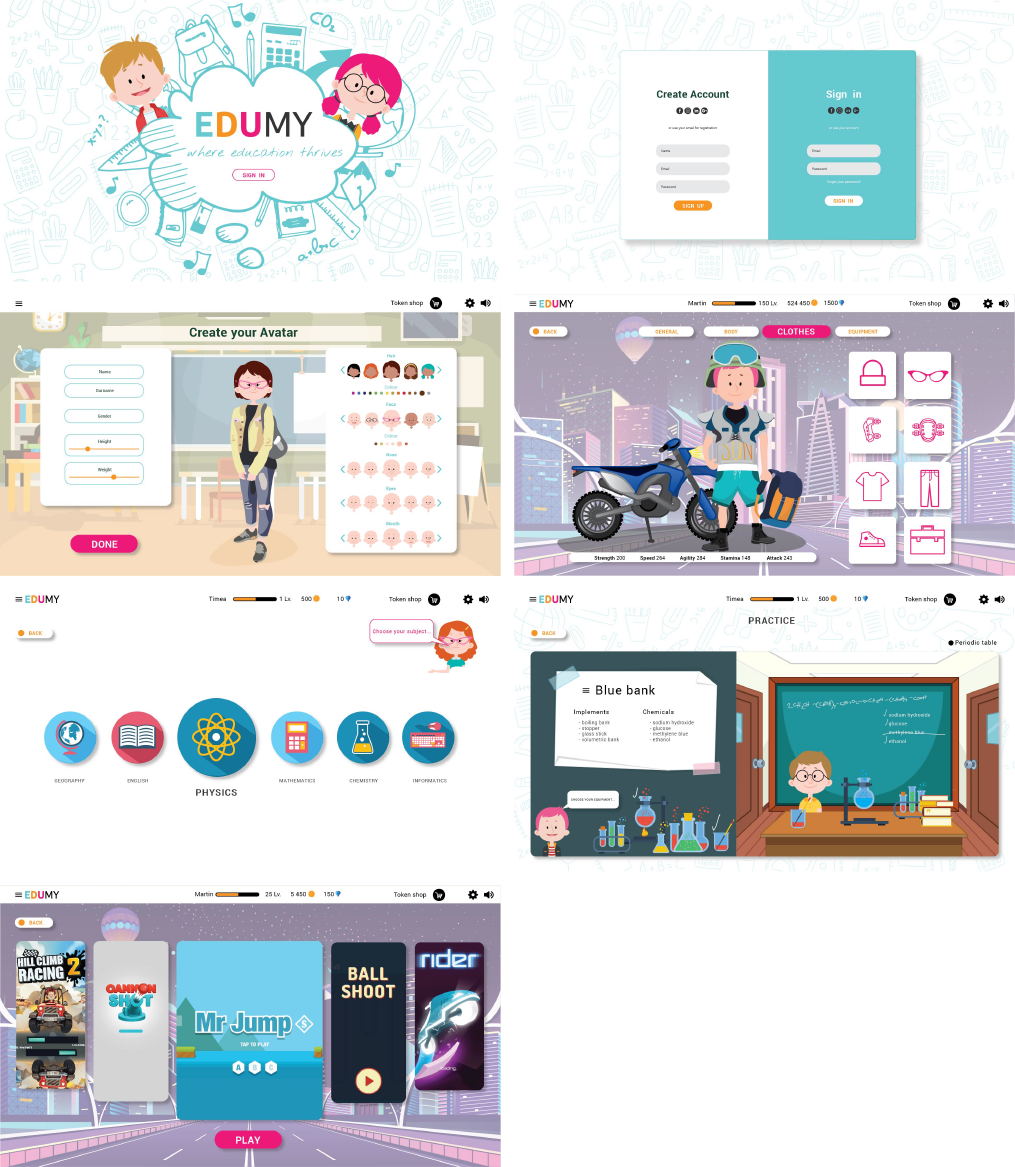 CO2
EDUMY
where education thrives
SIGN IN
x-y=?
a+b=c
Create Account
or use your email for registration
Name
Email
Password
SIGN UP
Sign in
or use your account
Email
Password
Forgot your password?
SIGN IN
Token shop
Create your Avatar
Name
Surname
Gender
Height
Weight
DONE
Hair
Colour
Face
Colour
Nose
Eyes
Mouth
EDUMY
Martin
150 Lv.
524 450
1500
Token shop
BACK
GENERAL
BODY
CLOTHES
EQUIPMENT
SUN
Strength 200
Speed 264
Agility 284
Stamina 148
Attack 243
EDUMY
Timea
1 Lv.
500
10
Token shop
BACK
Choose your subject...
GEOGRAPHY
ENGLISH
PHYSICS
MATHEMATICS
CHEMISTRY
INFORMATICS
EDUMY
Timea
1 Lv.
500
10
Token shop
PRACTICE
BACK
Periodic table
Blue bank
Implements
- boiling bank
- stopper
- glass stick
- volumetric bank
Chemicals
- sodium hydroxide
- glucose
- methylene blue
- ethanol
CHOOSE YOUR EQUIPMENT...
sodium hydroxide
glucose
methylene blue
ethanol
EDUMY
Martin
25 Lv.
5 450
150
Token shop
BACK
HILL CLIMB
RACING 2
CANNON
SHOT
Mr Jump
TAP TO PLAY
A B C
BALL
SHOOT
rider
loading
PLAY